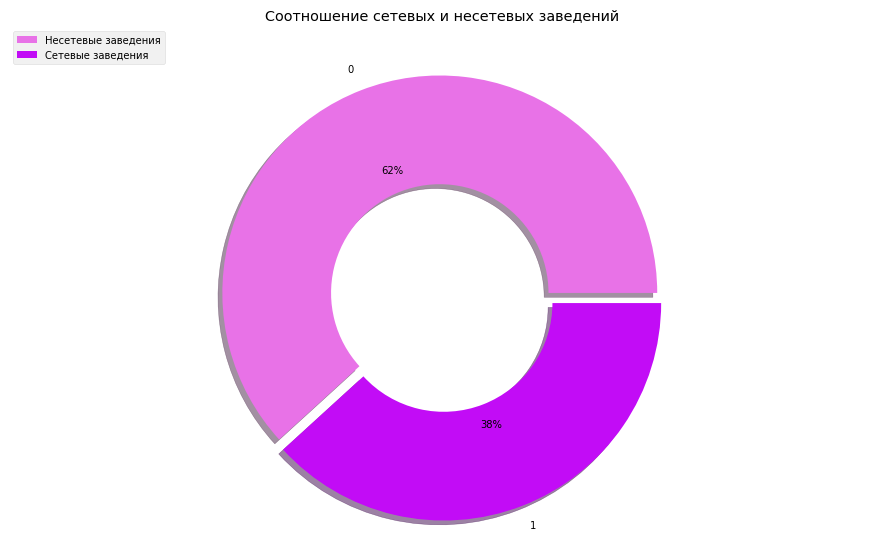 Соотношение сетевых и несетевых заведений
Несетевые заведения
Сетевые заведения
0
62%
38%
1